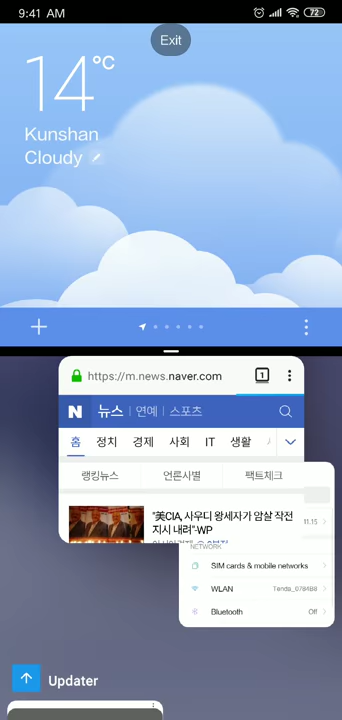 9:41 AM
72
Exit
14°C
Kunshan
Cloudy
https://m.news.naver.com
1
N 뉴스 연예 스포츠
홈 정치 경제 사회 IT 생활
랭킹뉴스 언론사별 팩트체크
"美CIA, 사우디 왕세자가 암살 작전
지시 내려"-WP
11.15
NETWORK
SIM cards & mobile networks
WLAN Tenda_0784B8
Bluetooth Off
Updater